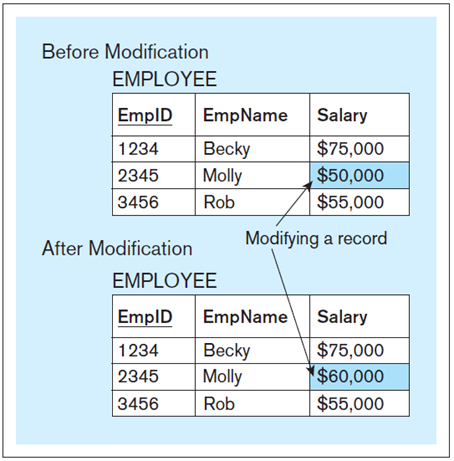 Before Modification
EMPLOYEE
EmpID EmpName Salary
1234 Becky $75,000
2345 Molly $50,000
3456 Rob $55,000
Modifying a record
After Modification
EMPLOYEE
EmpID EmpName Salary
1234 Becky $75,000
2345 Molly $60,000
3456 Rob $55,000